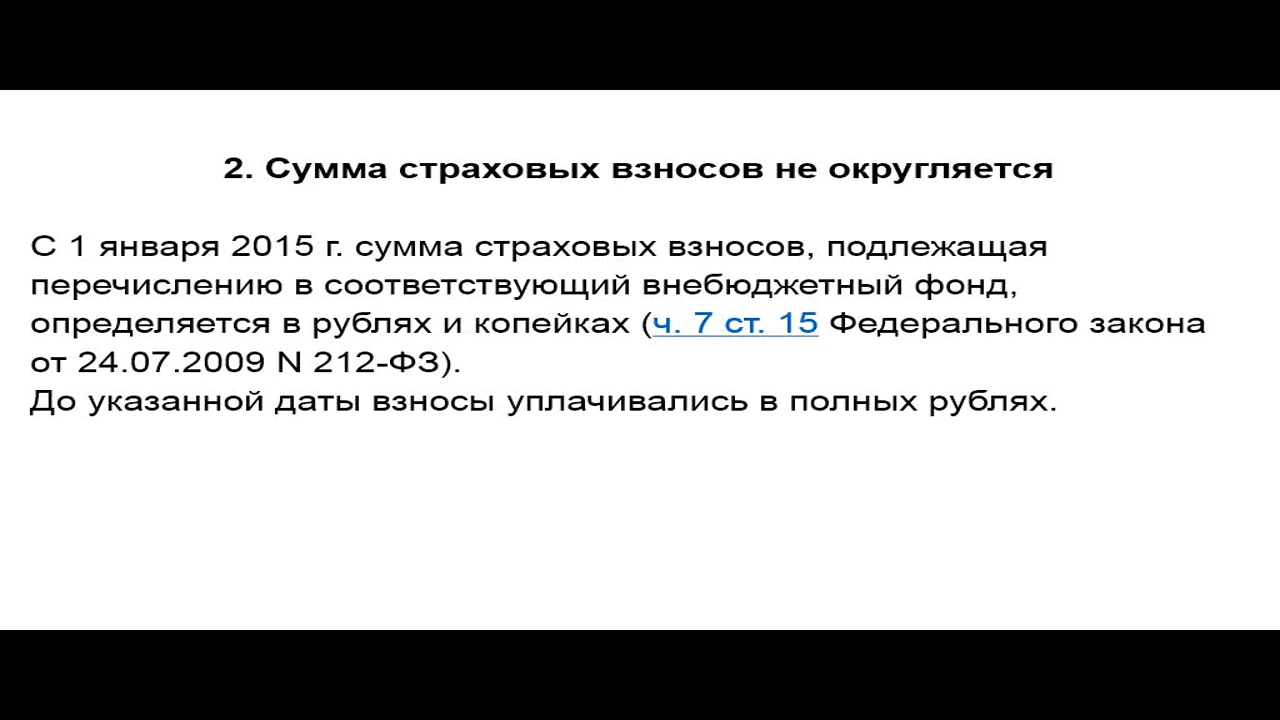 2. Сумма страховых взносов не округляется
С 1 января 2015 г. сумма страховых взносов, подлежащая
перечислению в соответствующий внебюджетный фонд,
определяется в рублях и копейках (ч. 7 ст. 15 Федерального закона
от 24.07.2009 N 212-ФЗ).
До указанной даты взносы уплачивались в полных рублях.